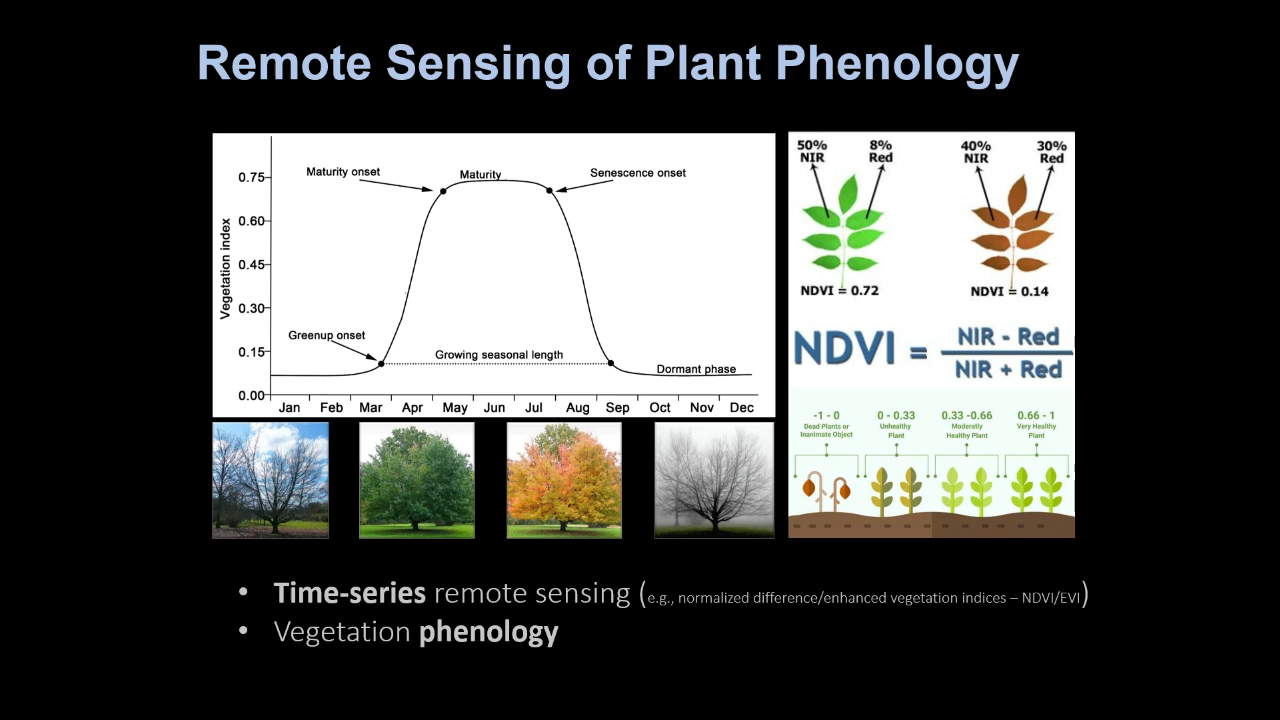 Remote Sensing of Plant Phenology
Vegetation index
0.75
0.60
0.45
0.30
0.15
0.00
Maturity onset
Maturity
Senescence onset
Greenup onset
Growing seasonal length
Dormant phase
Jan Feb Mar Apr May Jun Jul Aug Sep Oct Nov Dec
50% NIR
8% Red
40% NIR
30% Red
NDVI = 0.72
NDVI = 0.14
NDVI = NIR - Red
NIR + Red
-1 - 0
Dead Plants or
Inanimate Object
0 - 0.33
Unhealthy
Plant
0.33 -0.66
Moderatly
Healthy Plant
0.66 - 1
Very Healthy
Plant
• Time-series remote sensing (e.g., normalized difference/enhanced vegetation indices – NDVI/EVI)
• Vegetation phenology